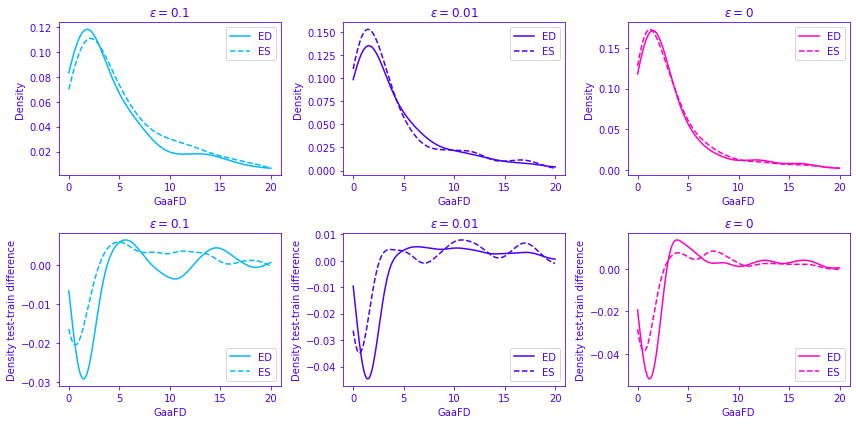 ε = 0.1
0.12
0.10
0.08
0.06
0.04
0.02
Density
0
5
10
15
20
GaaFD
ED
ES
ε = 0.01
0.150
0.125
0.100
0.075
0.050
0.025
0.000
Density
0
5
10
15
20
GaaFD
ED
ES
ε = 0
0.15
0.10
0.05
0.00
Density
0
5
10
15
20
GaaFD
ED
ES
ε = 0.1
0.00
−0.01
−0.02
−0.03
Density test-train difference
0
5
10
15
20
GaaFD
ED
ES
ε = 0.01
0.01
0.00
−0.01
−0.02
−0.03
−0.04
Density test-train difference
0
5
10
15
20
GaaFD
ED
ES
ε = 0
0.00
−0.02
−0.04
Density test-train difference
0
5
10
15
20
GaaFD
ED
ES